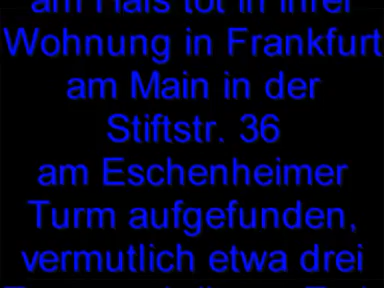 am Hals tot in ihrer
Wohnung in Frankfurt
am Main in der
Stiftstr. 36
am Eschenheimer
Turm aufgefunden,
vermutlich etwa drei